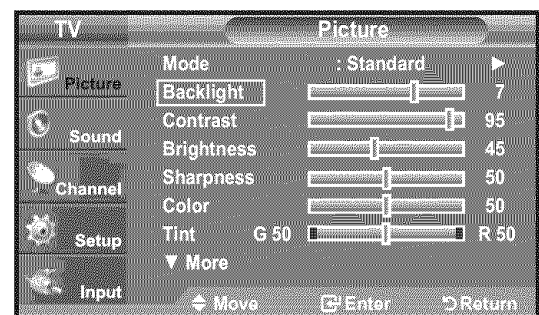 TV
Picture
Picture
Sound
Channel
Setup
Input
Mode : Standard ►
Backlight 7
Contrast 95
Brightness 45
Sharpness 50
Color 50
Tint G 50 R 50
▼ More
Move Enter Return